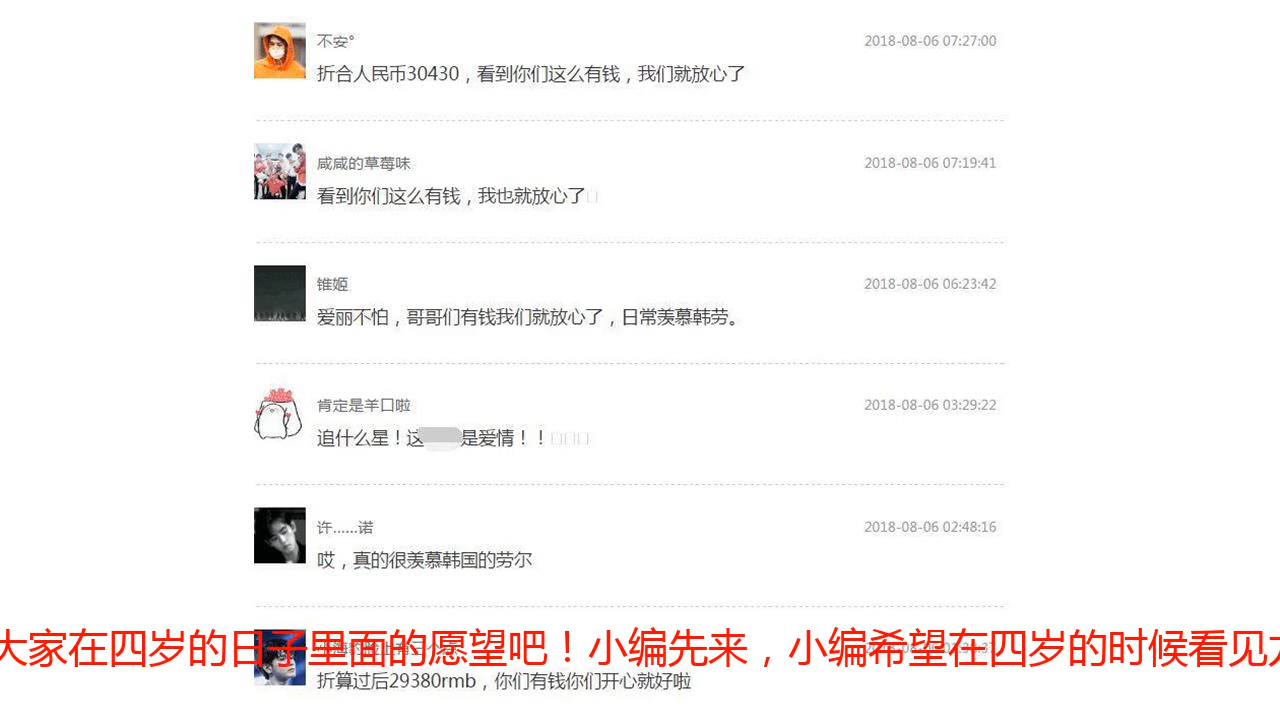 不安°
2018-08-06 07:27:00
折合人民币30430，看到你们这么有钱，我们就放心了
咸咸的草莓味
2018-08-06 07:19:41
看到你们这么有钱，我也就放心了
锥姬
2018-08-06 06:23:42
爱丽不怕，哥哥们有钱我们就放心了，日常羡慕韩劳。
肯定是羊口啦
2018-08-06 03:29:22
追什么星！这 是爱情！！
许……诺
2018-08-06 02:48:16
哎，真的很羡慕韩国的劳尔
大家在四岁的日子里面的愿望吧！小编先来，小编希望在四岁的时候看见
折算过后29380rmb，你们有钱你们开心就好啦